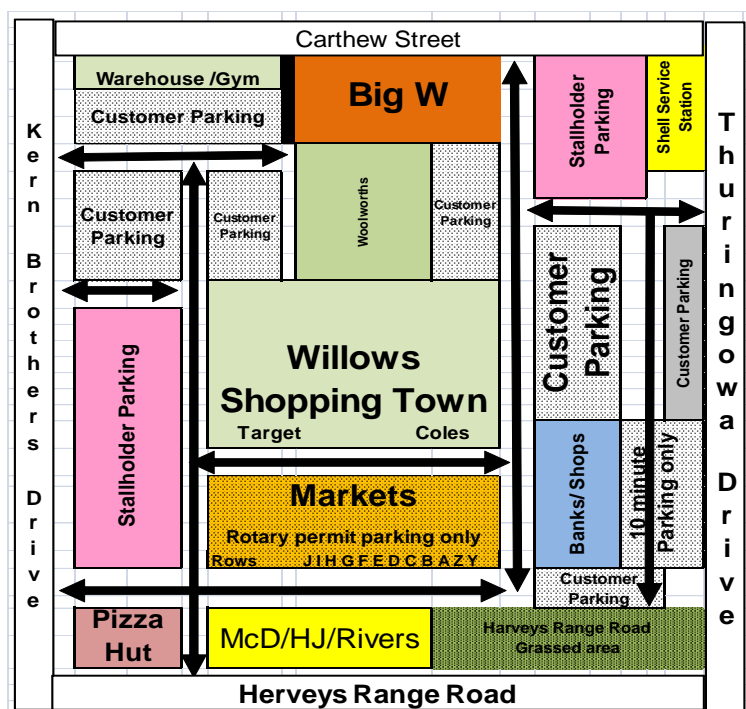 Carthew Street
Warehouse /Gym
Customer Parking
Big W
Stallholder
Parking
Shell Service
Station
Kern Brothers Drive
Thuringowa Drive
Customer
Parking
Customer
Parking
Woolworths
Customer
Parking
Customer
Parking
Customer Parking
Stallholder Parking
Willows
Shopping Town
Target Coles
Banks/ Shops
10 minute
Parking only
Markets
Rotary permit parking only
Rows J I H G F E D C B A Z Y
Customer
Parking
Pizza
Hut
McD/HJ/Rivers
Harveys Range Road
Grassed area
Herveys Range Road